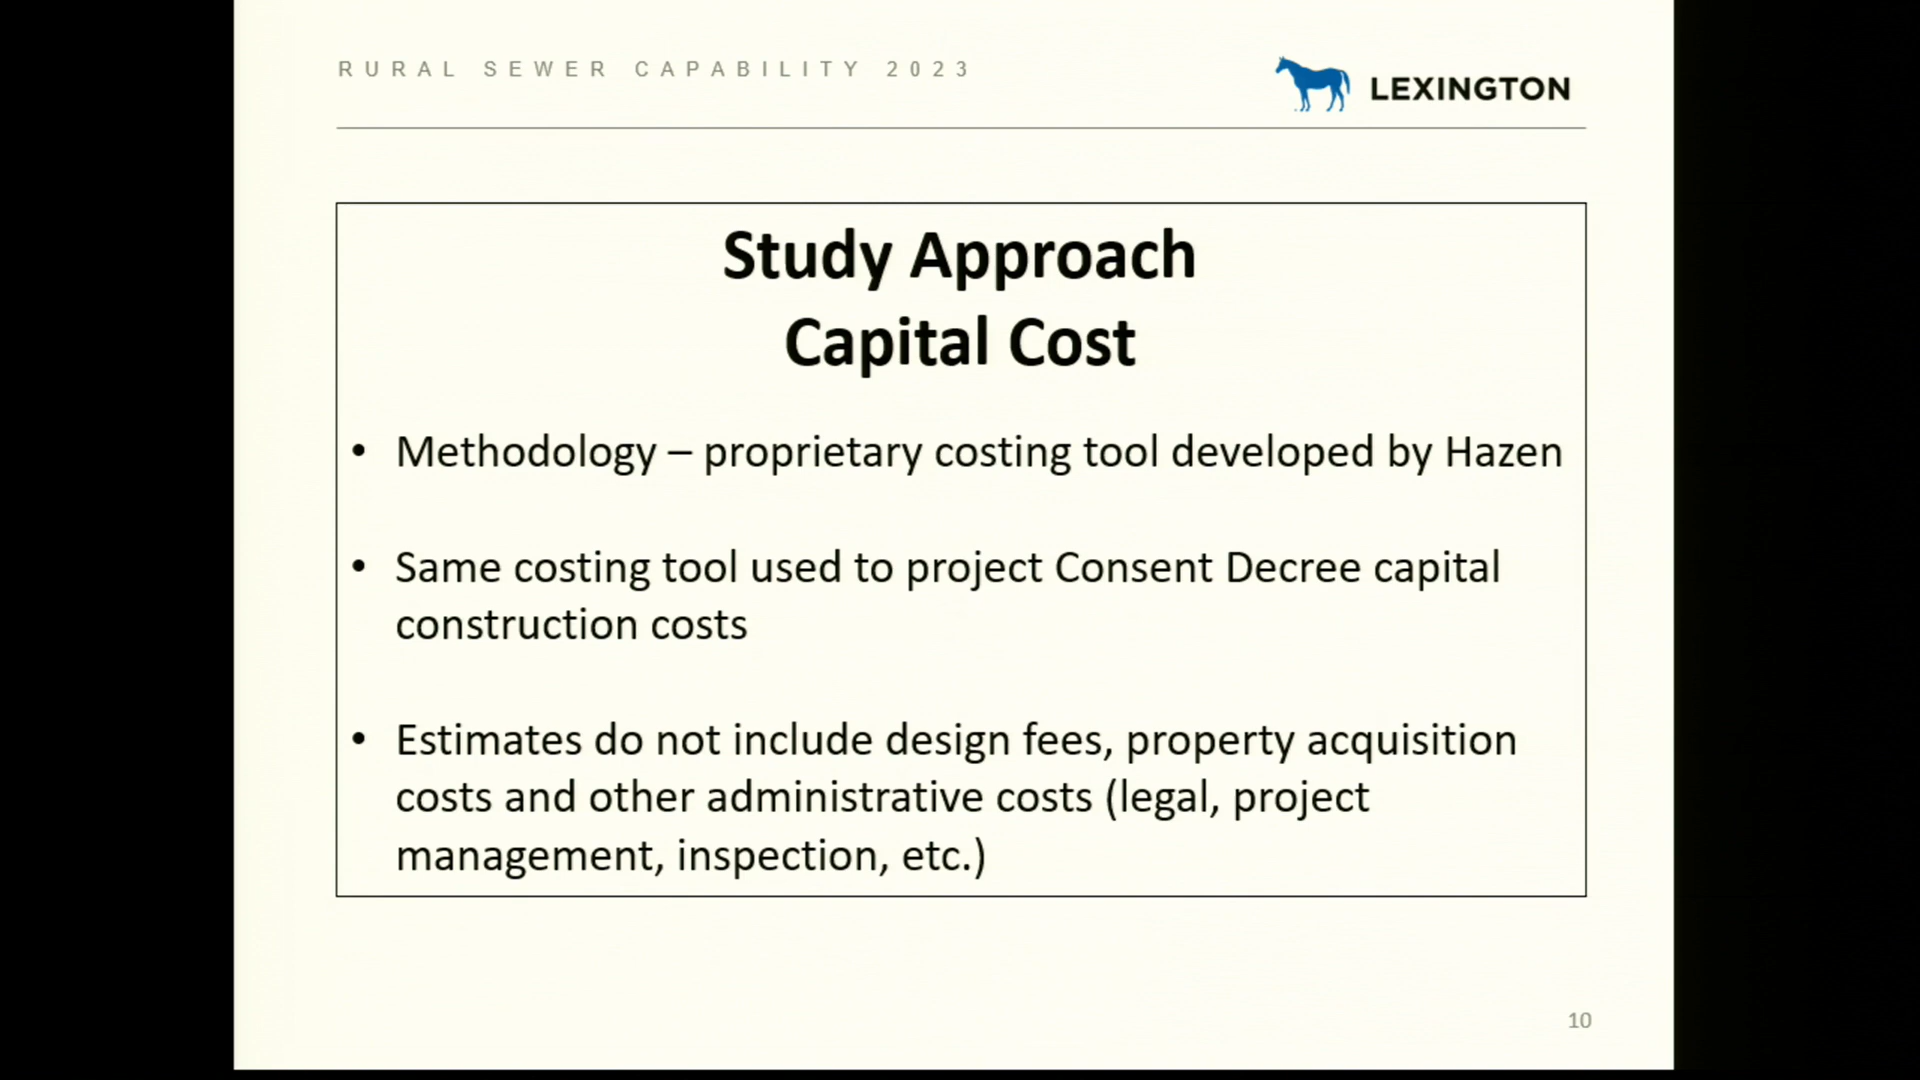 RURAL SEWER CAPABILITY 2023
LEXINGTON
Study Approach
Capital Cost
• Methodology – proprietary costing tool developed by Hazen
• Same costing tool used to project Consent Decree capital
construction costs
• Estimates do not include design fees, property acquisition
costs and other administrative costs (legal, project
management, inspection, etc.)
10